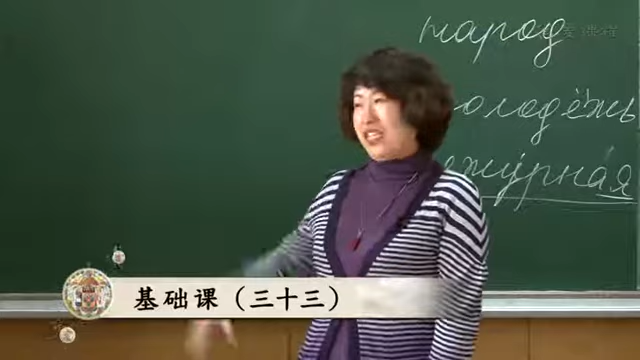 народ
олодёжь
ежурная
基础课（三十三）